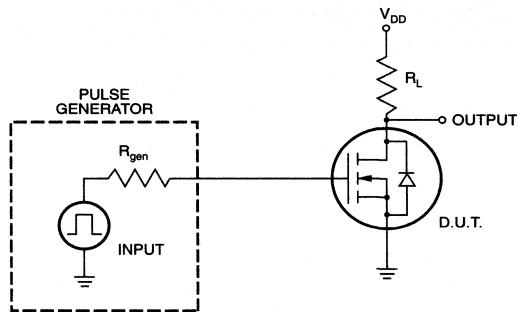 V_DD
R_L
PULSE
GENERATOR
OUTPUT
R_gen
D.U.T.
INPUT